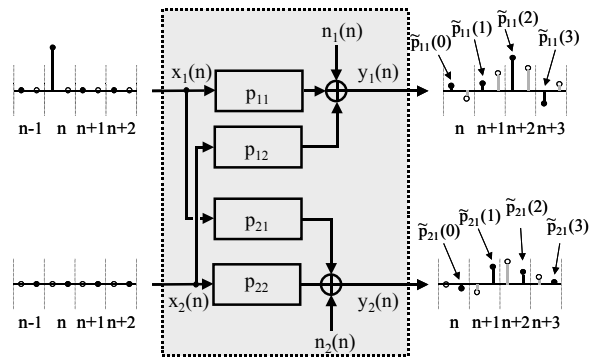 n₁(n)
p̃₁₁(0)
p̃₁₁(1)
p̃₁₁(2)
p̃₁₁(3)
x₁(n)
y₁(n)
p₁₁
n-1 n n+1 n+2
n n+1 n+2 n+3
p₁₂
p₂₁
p̃₂₁(0)
p̃₂₁(1)
p̃₂₁(2)
p̃₂₁(3)
p₂₂
x₂(n)
y₂(n)
n-1 n n+1 n+2
n n+1 n+2 n+3
n₂(n)